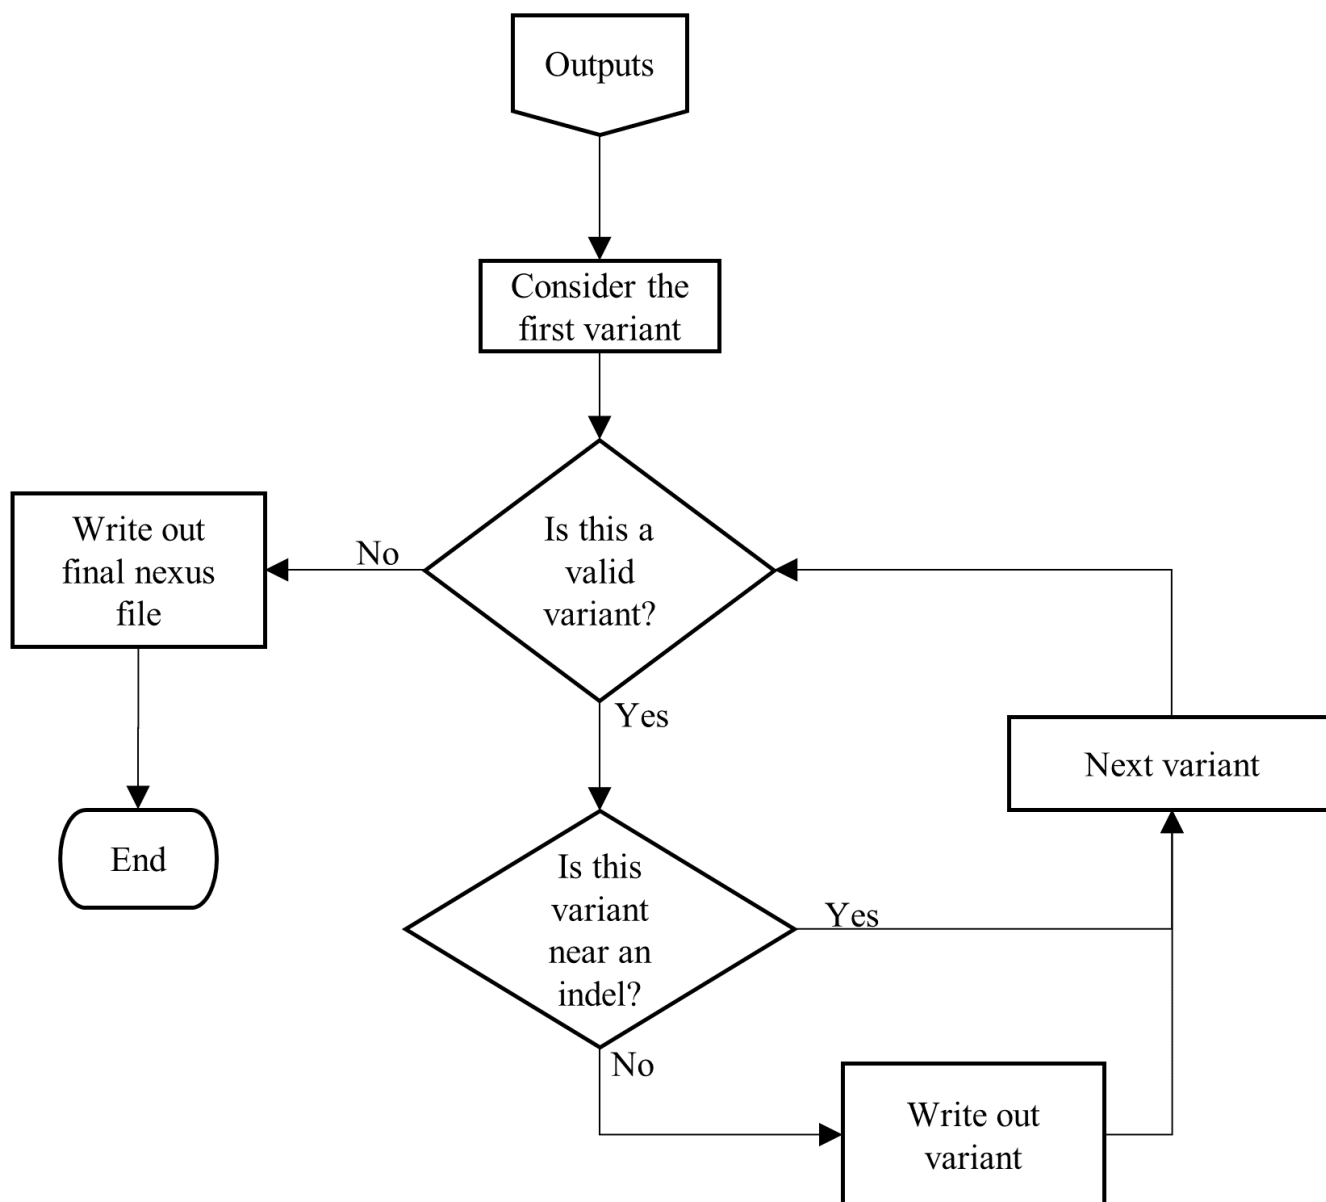 Outputs
Consider the
first variant
Is this a
valid
variant?
No
Write out
final nexus
file
Yes
Next variant
End
Is this
variant
near an
indel?
Yes
No
Write out
variant